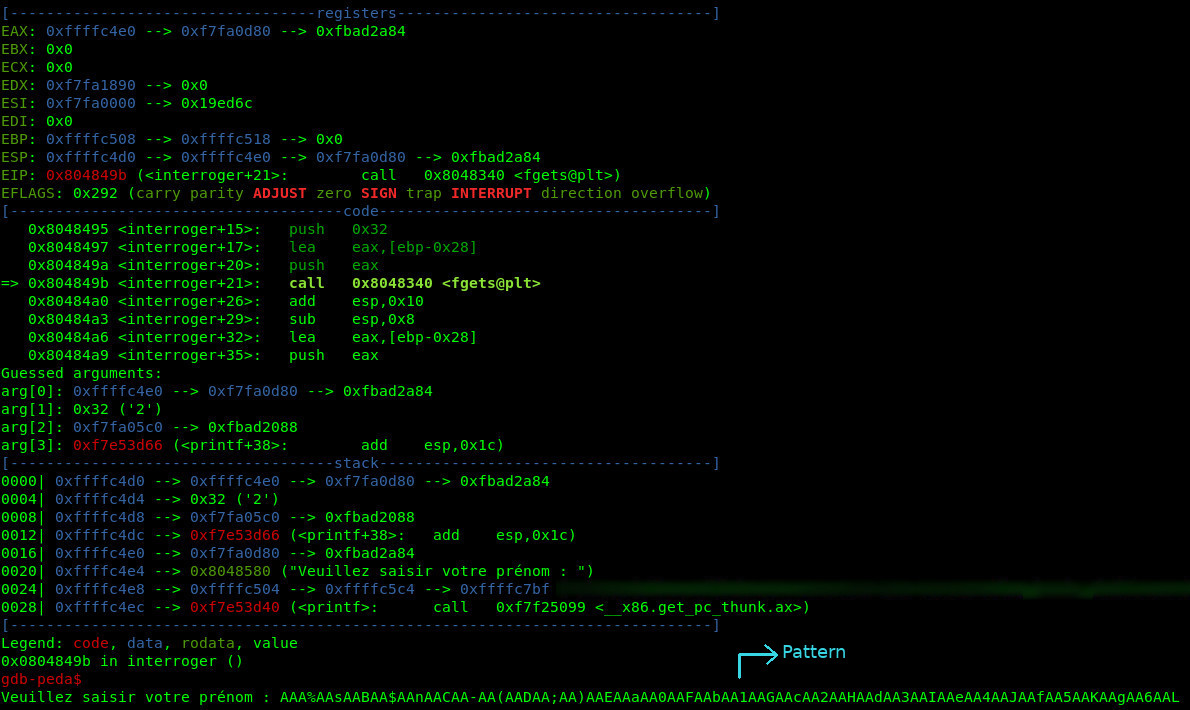 [----------------------------------registers-----------------------------------]
EAX: 0xffffc4e0 --> 0xf7fa0d80 --> 0xfbad2a84
EBX: 0x0
ECX: 0x0
EDX: 0xf7fa1890 --> 0x0
ESI: 0xf7fa0000 --> 0x19ed6c
EDI: 0x0
EBP: 0xffffc508 --> 0xffffc518 --> 0x0
ESP: 0xffffc4d0 --> 0xffffc4e0 --> 0xf7fa0d80 --> 0xfbad2a84
EIP: 0x804849b (<interroger+21>:        call   0x8048340 <fgets@plt>)
EFLAGS: 0x292 (carry parity ADJUST zero SIGN trap INTERRUPT direction overflow)
[-------------------------------------code-------------------------------------]
   0x8048495 <interroger+15>:   push   0x32
   0x8048497 <interroger+17>:   lea    eax,[ebp-0x28]
   0x804849a <interroger+20>:   push   eax
=> 0x804849b <interroger+21>:   call   0x8048340 <fgets@plt>
   0x80484a0 <interroger+26>:   add    esp,0x10
   0x80484a3 <interroger+29>:   sub    esp,0x8
   0x80484a6 <interroger+32>:   lea    eax,[ebp-0x28]
   0x80484a9 <interroger+35>:   push   eax
Guessed arguments:
arg[0]: 0xffffc4e0 --> 0xf7fa0d80 --> 0xfbad2a84
arg[1]: 0x32 ('2')
arg[2]: 0xf7fa05c0 --> 0xfbad2088
arg[3]: 0xf7e53d66 (<printf+38>:        add    esp,0x1c)
[------------------------------------stack-------------------------------------]
0000| 0xffffc4d0 --> 0xffffc4e0 --> 0xf7fa0d80 --> 0xfbad2a84
0004| 0xffffc4d4 --> 0x32 ('2')
0008| 0xffffc4d8 --> 0xf7fa05c0 --> 0xfbad2088
0012| 0xffffc4dc --> 0xf7e53d66 (<printf+38>:   add    esp,0x1c)
0016| 0xffffc4e0 --> 0xf7fa0d80 --> 0xfbad2a84
0020| 0xffffc4e4 --> 0x8048580 ("Veuillez saisir votre prénom : ")
0024| 0xffffc4e8 --> 0xffffc504 --> 0xffffc5c4 --> 0xffffc7bf
0028| 0xffffc4ec --> 0xf7e53d40 (<printf>:      call   0xf7f25099 <__x86.get_pc_thunk.ax>)
[------------------------------------------------------------------------------]
Legend: code, data, rodata, value
0x0804849b in interroger ()
Pattern
gdb-peda$
Veuillez saisir votre prénom : AAA%AAsAABAA$AAnAACAA-AA(AADAA;AA)AAEAAaAA0AAFAAbAA1AAGAAcAA2AAHAAdAA3AAIAAeAA4AAJAAfAA5AAKAAgAA6AAL